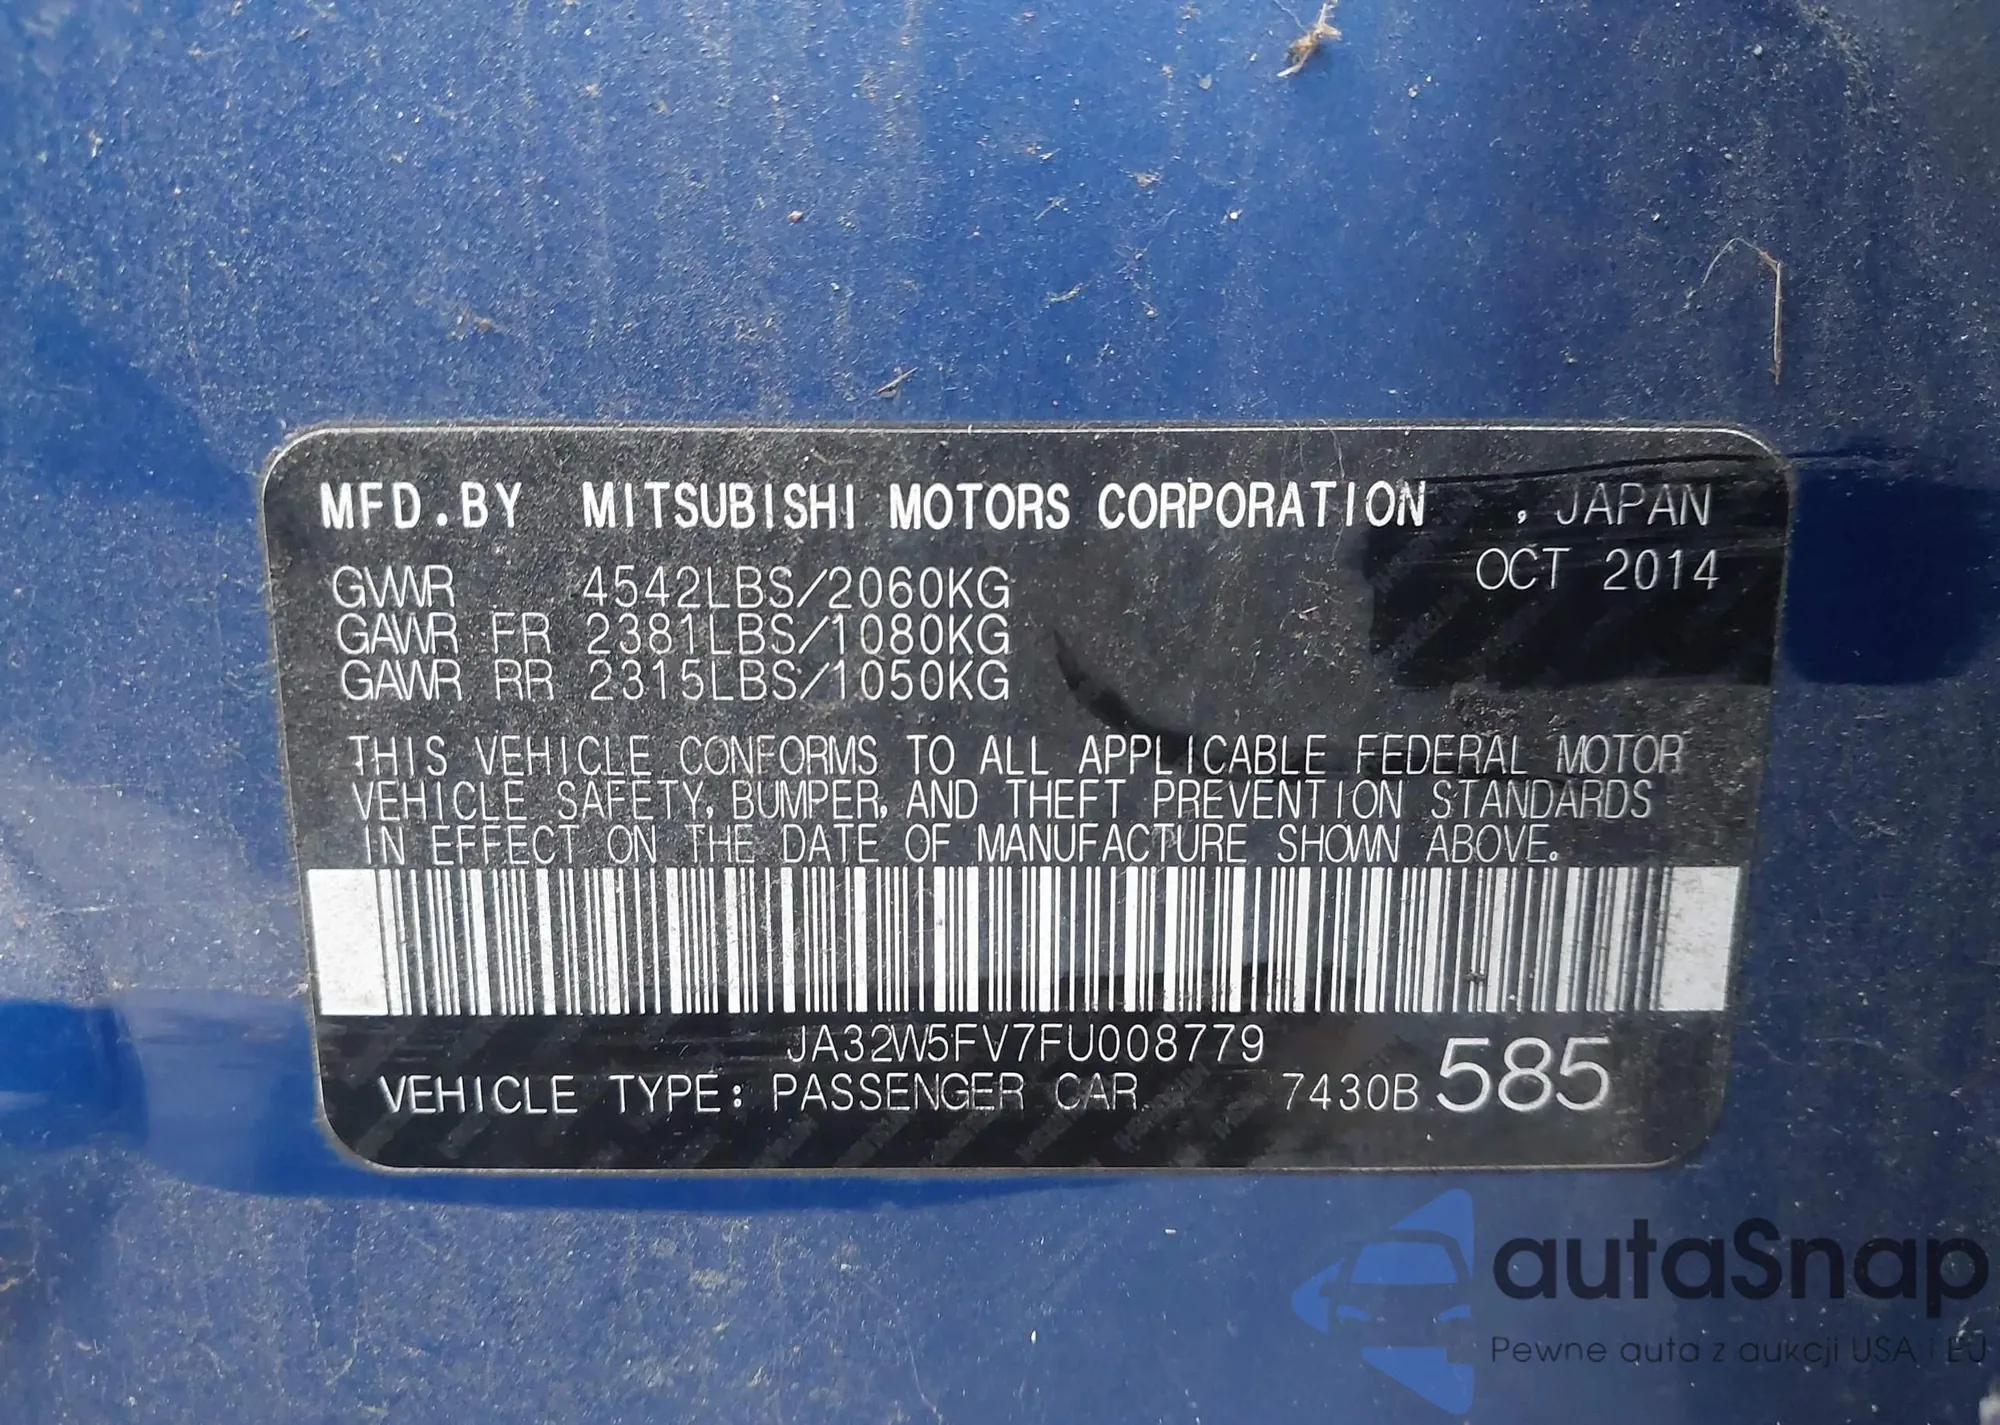 MFD.BY MITSUBISHI MOTORS CORPORATION , JAPAN
OCT 2014
GVWR 4542LBS/2060KG
GAWR FR 2381LBS/1080KG
GAWR RR 2315LBS/1050KG
THIS VEHICLE CONFORMS TO ALL APPLICABLE FEDERAL MOTOR
VEHICLE SAFETY, BUMPER, AND THEFT PREVENTION STANDARDS
IN EFFECT ON THE DATE OF MANUFACTURE SHOWN ABOVE.
JA32W5FV7FU008779
VEHICLE TYPE: PASSENGER CAR 7430B 585
autaSnap
Pewne auta z aukcji USA i EU